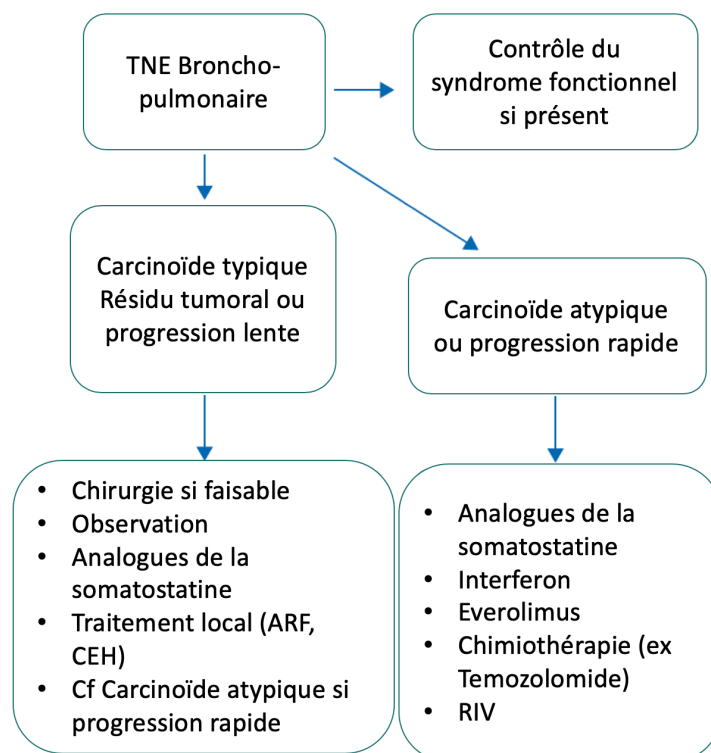 TNE Broncho-
pulmonaire
Contrôle du
syndrome fonctionnel
si présent
Carcinoïde typique
Résidu tumoral ou
progression lente
Carcinoïde atypique
ou progression rapide
• Chirurgie si faisable
• Observation
• Analogues de la
somatostatine
• Traitement local (ARF,
CEH)
• Cf Carcinoïde atypique si
progression rapide
• Analogues de la
somatostatine
• Interferon
• Everolimus
• Chimiothérapie (ex
Temozolomide)
• RIV